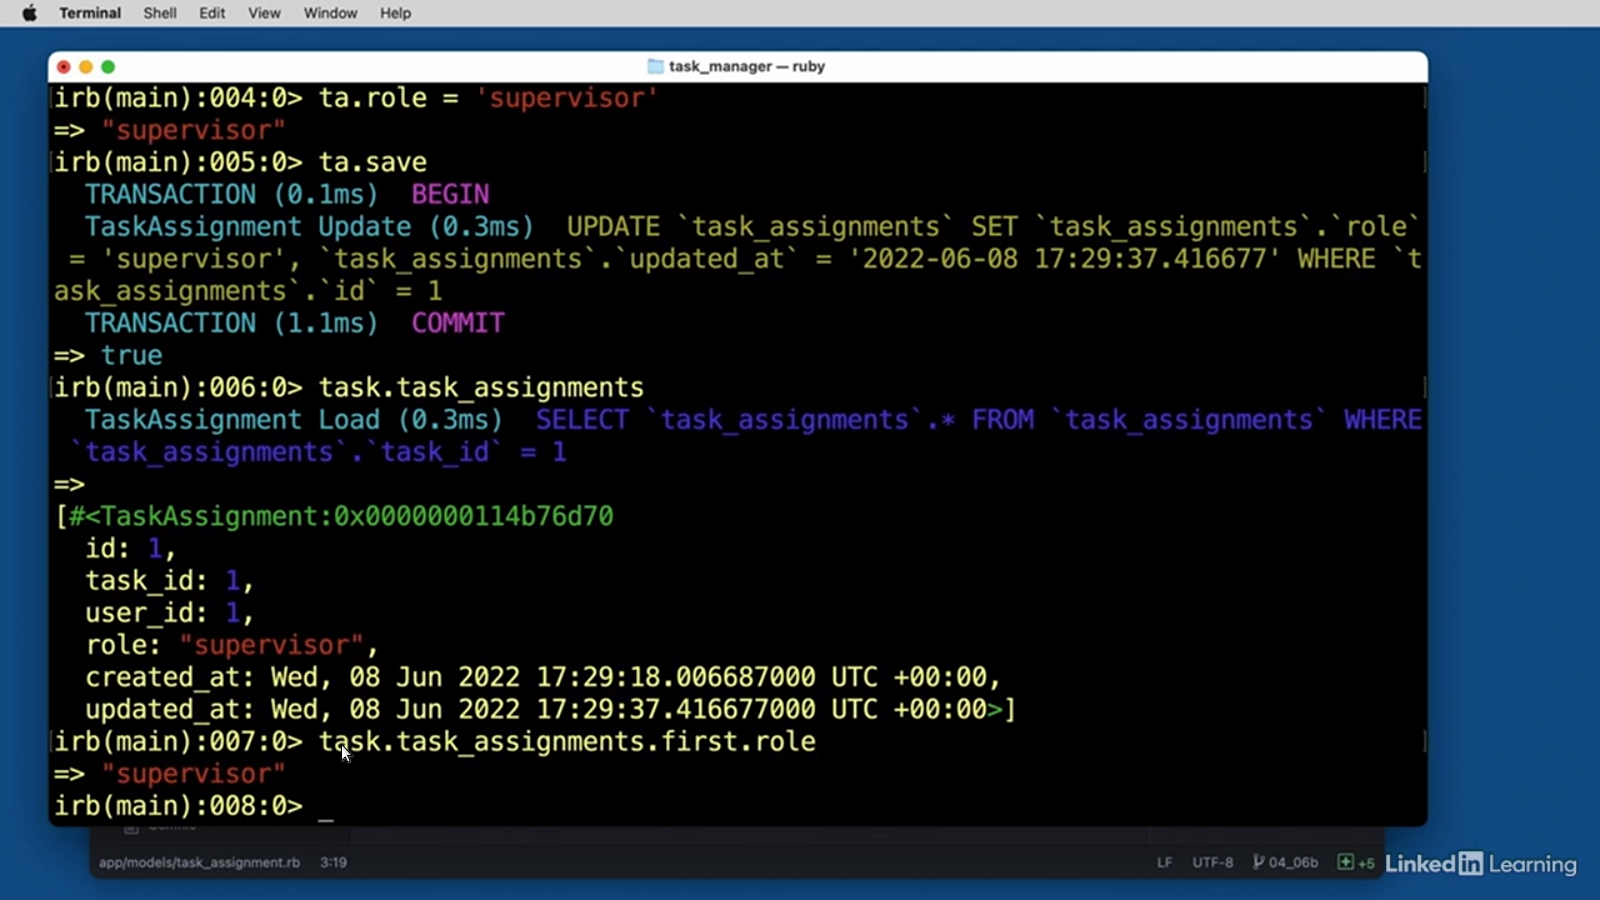 Terminal Shell Edit View Window Help
task_manager — ruby
irb(main):004:0> ta.role = 'supervisor'
=> "supervisor"
irb(main):005:0> ta.save
TRANSACTION (0.1ms) BEGIN
TaskAssignment Update (0.3ms) UPDATE `task_assignments` SET `task_assignments`.`role`
= 'supervisor', `task_assignments`.`updated_at` = '2022-06-08 17:29:37.416677' WHERE `t
ask_assignments`.`id` = 1
TRANSACTION (1.1ms) COMMIT
=> true
irb(main):006:0> task.task_assignments
TaskAssignment Load (0.3ms) SELECT `task_assignments`.* FROM `task_assignments` WHERE
`task_assignments`.`task_id` = 1
=>
[#<TaskAssignment:0x0000000114b76d70
id: 1,
task_id: 1,
user_id: 1,
role: "supervisor",
created_at: Wed, 08 Jun 2022 17:29:18.006687000 UTC +00:00,
updated_at: Wed, 08 Jun 2022 17:29:37.416677000 UTC +00:00>]
irb(main):007:0> task.task_assignments.first.role
=> "supervisor"
irb(main):008:0> _
app/models/task_assignment.rb 3:19 LF UTF-8 04_06b +5
LinkedIn Learning